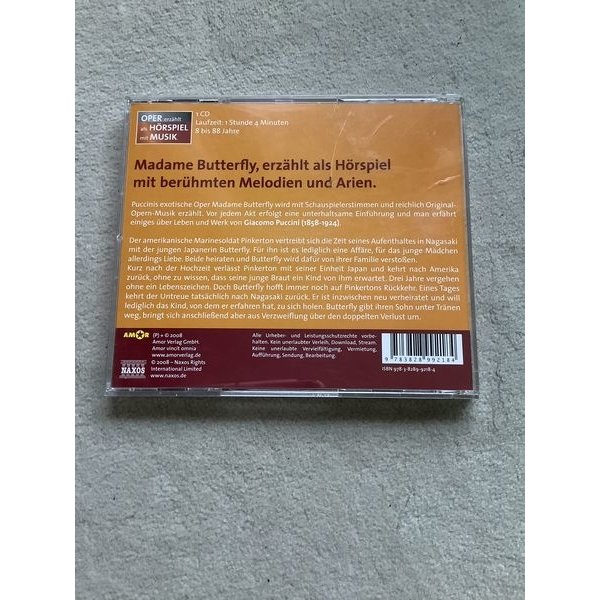 OPER erzählt
als HÖRSPIEL
mit MUSIK
1 CD
Laufzeit: 1 Stunde 4 Minuten
8 bis 88 Jahre
Madame Butterfly, erzählt als Hörspiel
mit berühmten Melodien und Arien.
Puccinis exotische Oper Madame Butterfly wird mit Schauspielerstimmen und reichlich Original-
Opern-Musik erzählt. Vor jedem Akt erfolgt eine unterhaltsame Einführung und man erfährt
einiges über Leben und Werk von Giacomo Puccini (1858-1924).
Der amerikanische Marinesoldat Pinkerton vertreibt sich die Zeit seines Aufenthaltes in Nagasaki
mit der jungen Japanerin Butterfly. Für ihn ist es lediglich eine Affäre, für das junge Mädchen
allerdings Liebe. Beide heiraten und Butterfly wird dafür von ihrer Familie verstoßen.
Kurz nach der Hochzeit verlässt Pinkerton mit seiner Einheit Japan und kehrt nach Amerika
zurück, ohne zu wissen, dass seine junge Braut ein Kind von ihm erwartet. Drei Jahre vergehen
ohne ein Lebenszeichen. Doch Butterfly hofft immer noch auf Pinkertons Rückkehr. Eines Tages
kehrt der Untreue tatsächlich nach Nagasaki zurück. Er ist inzwischen neu verheiratet und will
lediglich das Kind, von dem er erfahren hat, zu sich holen. Butterfly gibt ihren Sohn unter Tränen
weg, bringt sich anschließend aber aus Verzweiflung über den doppelten Verlust um.
AMOR
(P) + © 2008
Amor Verlag GmbH.
Amor vincit omnia
www.amorverlag.de
NAXOS
© 2008 – Naxos Rights
International Limited
www.naxos.de
Alle Urheber- und Leistungsschutzrechte vorbe-
halten. Kein unerlaubter Verleih, Download, Stream.
Keine unerlaubte Vervielfältigung, Vermietung,
Aufführung, Sendung, Bearbeitung.
9 783828 992184
ISBN 978-3-8289-9218-4